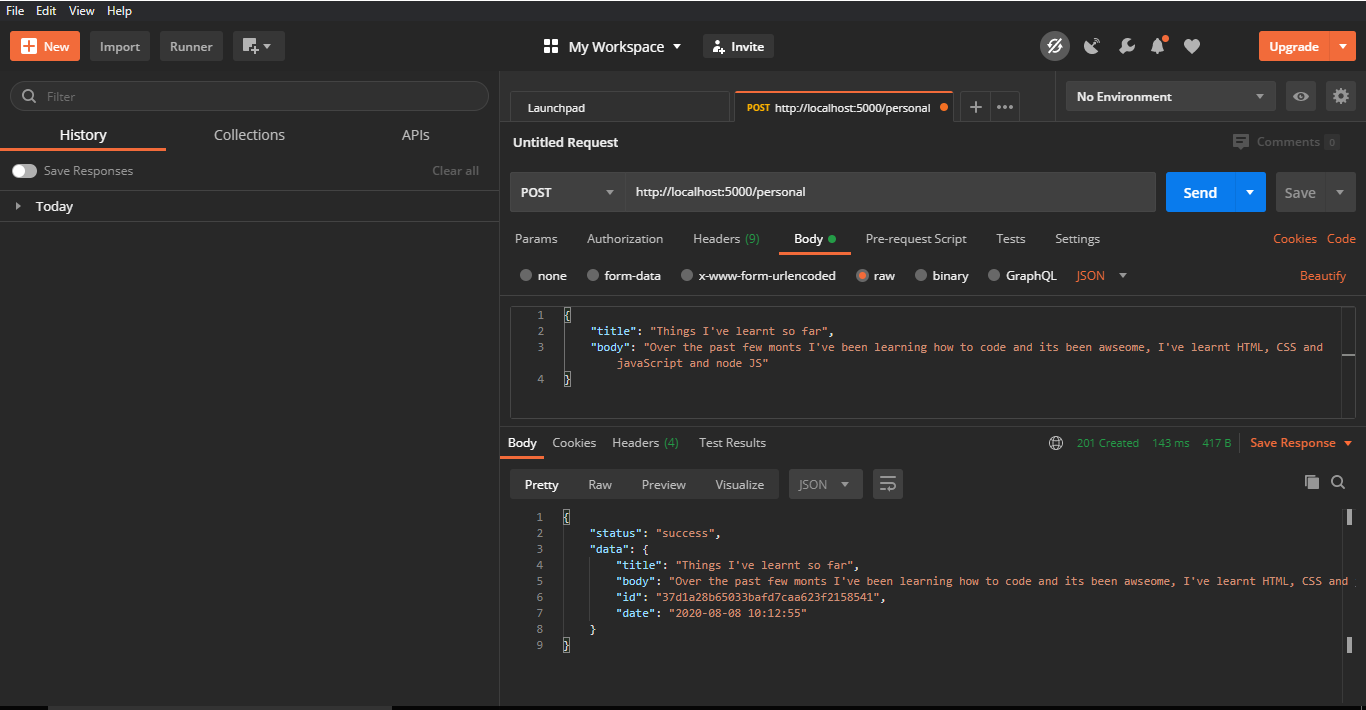 File Edit View Help
New Import Runner My Workspace Invite Upgrade
Filter
Launchpad POST http://localhost:5000/personal No Environment
History Collections APIs
Untitled Request Comments 0
Save Responses Clear all
Today
POST http://localhost:5000/personal Send Save
Params Authorization Headers (9) Body Pre-request Script Tests Settings Cookies Code
none form-data x-www-form-urlencoded raw binary GraphQL JSON Beautify
1 {
2 "title": "Things I've learnt so far",
3 "body": "Over the past few monts I've been learning how to code and its been awseome, I've learnt HTML, CSS and
javaScript and node JS"
4 }
Body Cookies Headers (4) Test Results 201 Created 143 ms 417 B Save Response
Pretty Raw Preview Visualize JSON
1 {
2 "status": "success",
3 "data": {
4 "title": "Things I've learnt so far",
5 "body": "Over the past few monts I've been learning how to code and its been awseome, I've learnt HTML, CSS and
6 "id": "37d1a28b65033bafd7caa623f2158541",
7 "date": "2020-08-08 10:12:55"
8 }
9 }